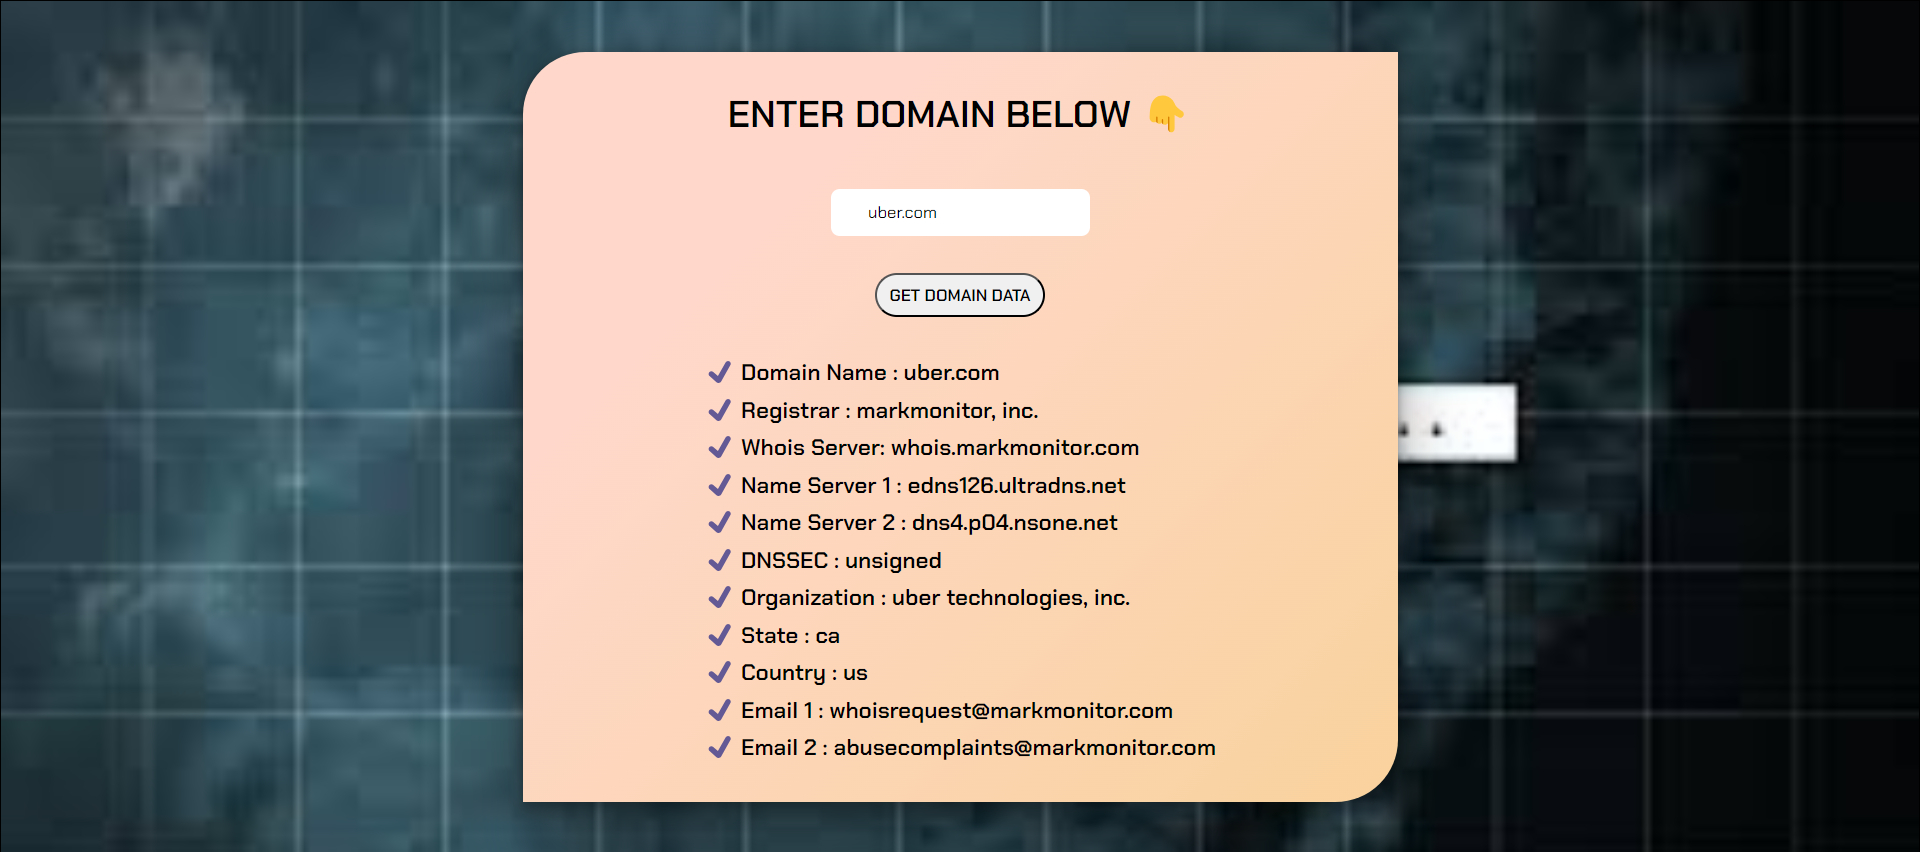 ENTER DOMAIN BELOW 👇
uber.com
GET DOMAIN DATA
✔ Domain Name : uber.com
✔ Registrar : markmonitor, inc.
✔ Whois Server: whois.markmonitor.com
✔ Name Server 1 : edns126.ultradns.net
✔ Name Server 2 : dns4.p04.nsone.net
✔ DNSSEC : unsigned
✔ Organization : uber technologies, inc.
✔ State : ca
✔ Country : us
✔ Email 1 : whoisrequest@markmonitor.com
✔ Email 2 : abusecomplaints@markmonitor.com